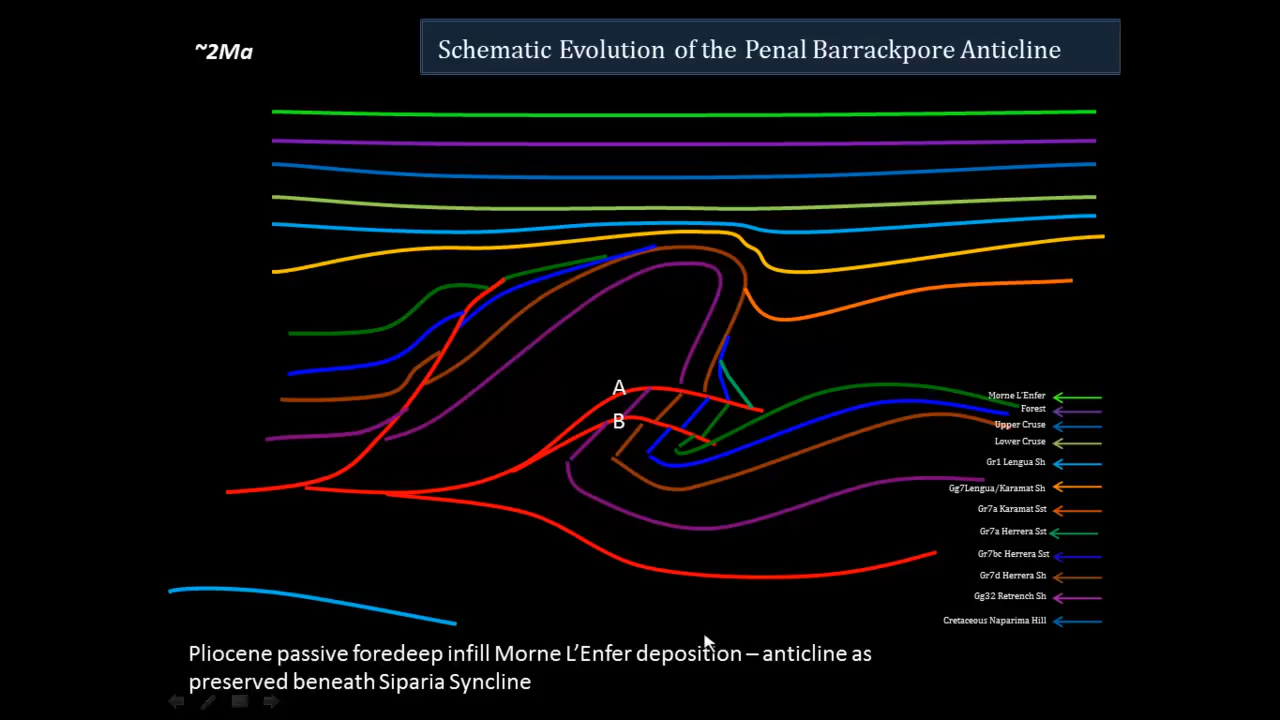 ~2Ma
Schematic Evolution of the Penal Barrackpore Anticline
A
B
Morne L'Enfer
Forest
Upper Cruse
Lower Cruse
Gr1 Lengua Sh
Gg7Lengua/Karamat Sh
Gr7a Karamat Sst
Gr7a Herrera Sst
Gr7bc Herrera Sst
Gr7d Herrera Sh
Gg32 Retrench Sh
Cretaceous Naparima Hill
Pliocene passive foredeep infill Morne L’Enfer deposition – anticline as
preserved beneath Siparia Syncline